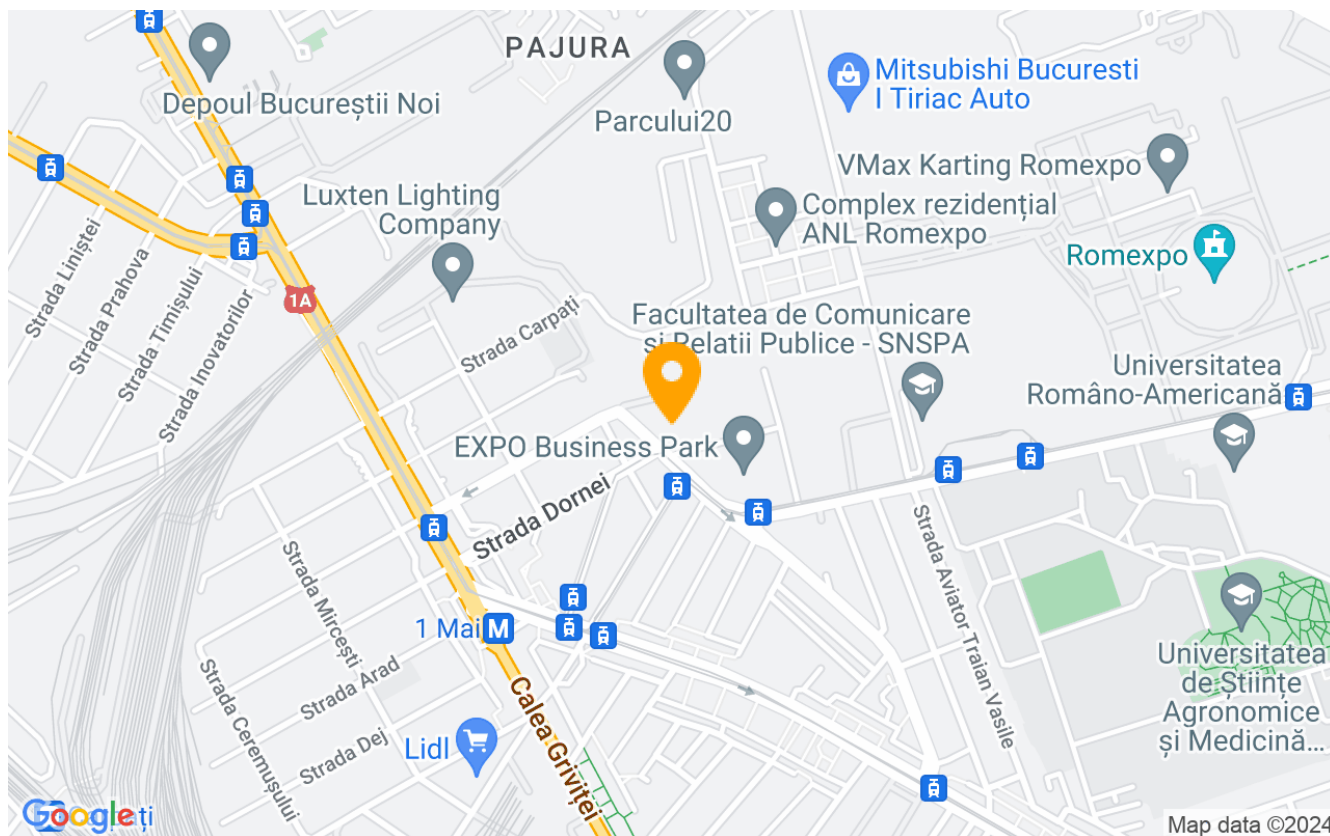 PAJURA
Depoul Bucureștii Noi
Mitsubishi Bucuresti
I Tiriac Auto
Parcului20
VMax Karting Romexpo
Luxten Lighting
Company
Complex rezidențial
ANL Romexpo
Romexpo
Strada Liniștei
Strada Prahova
Strada Timișului
Strada Inovatorilor
1A
Strada Carpați
Facultatea de Comunicare
și Relatii Publice - SNSPA
Universitatea
Româno-Americană
EXPO Business Park
Strada Dornei
Strada Mircești
Strada Aviator Traian Vasile
1 Mai
M
Strada Arad
Strada Ceremușului
Strada Dej
Calea Griviței
Lidl
Universitatea
de Științe
Agronomice
și Medicină...
Google
Map data ©2024